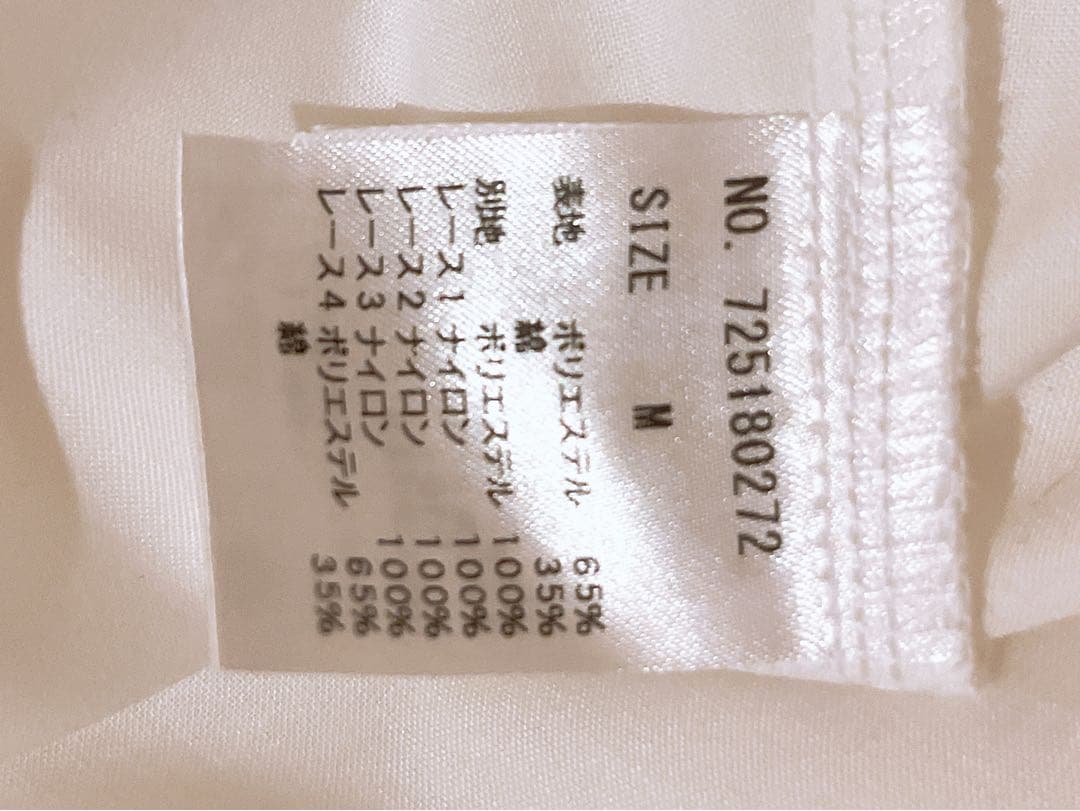 NO. 725180272
SIZE M
表地 ポリエステル 65%
綿 35%
別地 ポリエステル 100%
レース1 ナイロン 100%
レース2 ナイロン 100%
レース3 ナイロン 100%
レース4 ポリエステル 65%
綿 35%